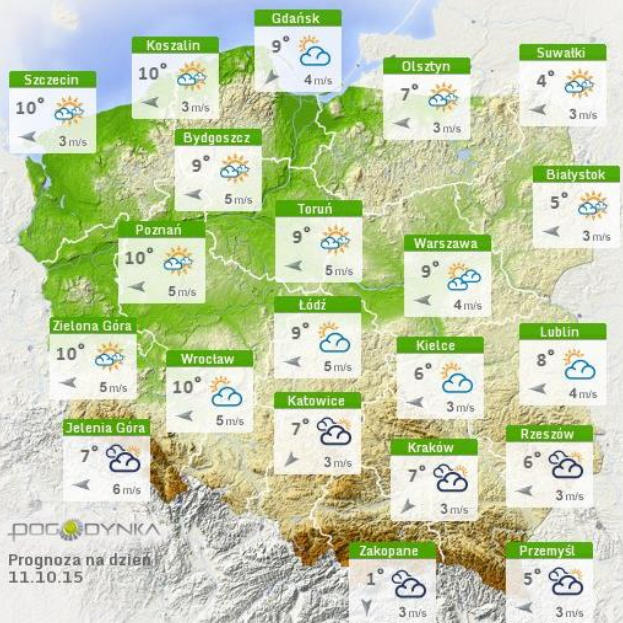 Gdańsk
9°
4 m/s
Koszalin
10°
3 m/s
Olsztyn
7°
3 m/s
Suwałki
4°
3 m/s
Szczecin
10°
3 m/s
Bydgoszcz
9°
5 m/s
Białystok
5°
3 m/s
Toruń
9°
5 m/s
Poznań
10°
5 m/s
Warszawa
9°
4 m/s
Łódź
9°
5 m/s
Zielona Góra
10°
5 m/s
Wrocław
10°
5 m/s
Kielce
6°
3 m/s
Lublin
8°
4 m/s
Katowice
7°
3 m/s
Jelenia Góra
7°
6 m/s
Kraków
7°
3 m/s
Rzeszów
6°
3 m/s
POGODYNKA
Prognoza na dzień
11.10.15
Zakopane
1°
3 m/s
Przemyśl
5°
3 m/s